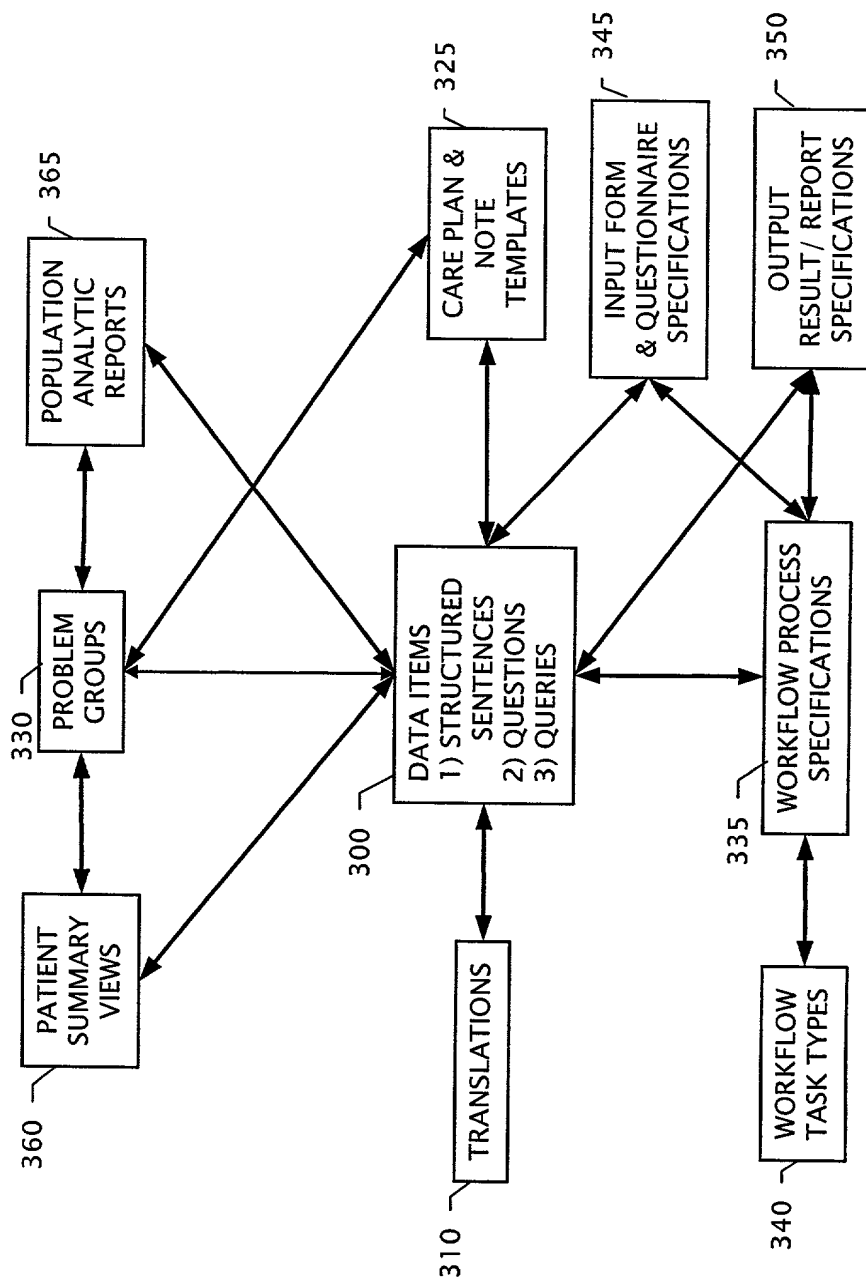 360
PATIENT
SUMMARY
VIEWS
330
PROBLEM
GROUPS
365
POPULATION
ANALYTIC
REPORTS
310
TRANSLATIONS
300
DATA ITEMS
1) STRUCTURED
SENTENCES
2) QUESTIONS
3) QUERIES
325
CARE PLAN &
NOTE
TEMPLATES
345
INPUT FORM
& QUESTIONNAIRE
SPECIFICATIONS
340
WORKFLOW
TASK TYPES
335
WORKFLOW PROCESS
SPECIFICATIONS
350
OUTPUT
RESULT/ REPORT
SPECIFICATIONS